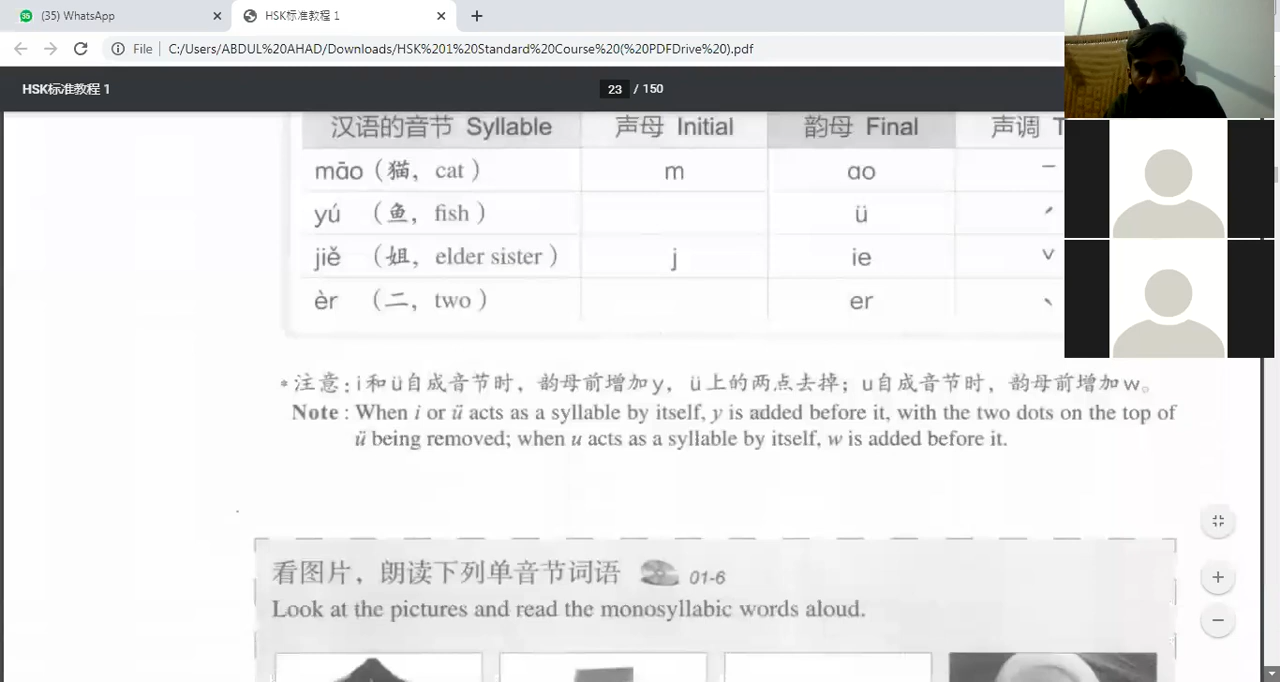 (35) WhatsApp
HSK标准教程 1
File
C:/Users/ABDUL%20AHAD/Downloads/HSK%201%20Standard%20Course%20(%20PDFDrive%20).pdf
HSK标准教程 1
23 / 150
汉语的音节 Syllable 声母 Initial 韵母 Final 声调 T
māo（猫，cat） m ao ˉ
yú （鱼，fish） ü ˊ
jiě （姐，elder sister） j ie ˇ
èr （二，two） er ˋ
*注意：i和ü自成音节时，韵母前增加y，ü上的两点去掉；u自成音节时，韵母前增加w。
Note : When i or ü acts as a syllable by itself, y is added before it, with the two dots on the top of
ü being removed; when u acts as a syllable by itself, w is added before it.
看图片，朗读下列单音节词语 01-6
Look at the pictures and read the monosyllabic words aloud.